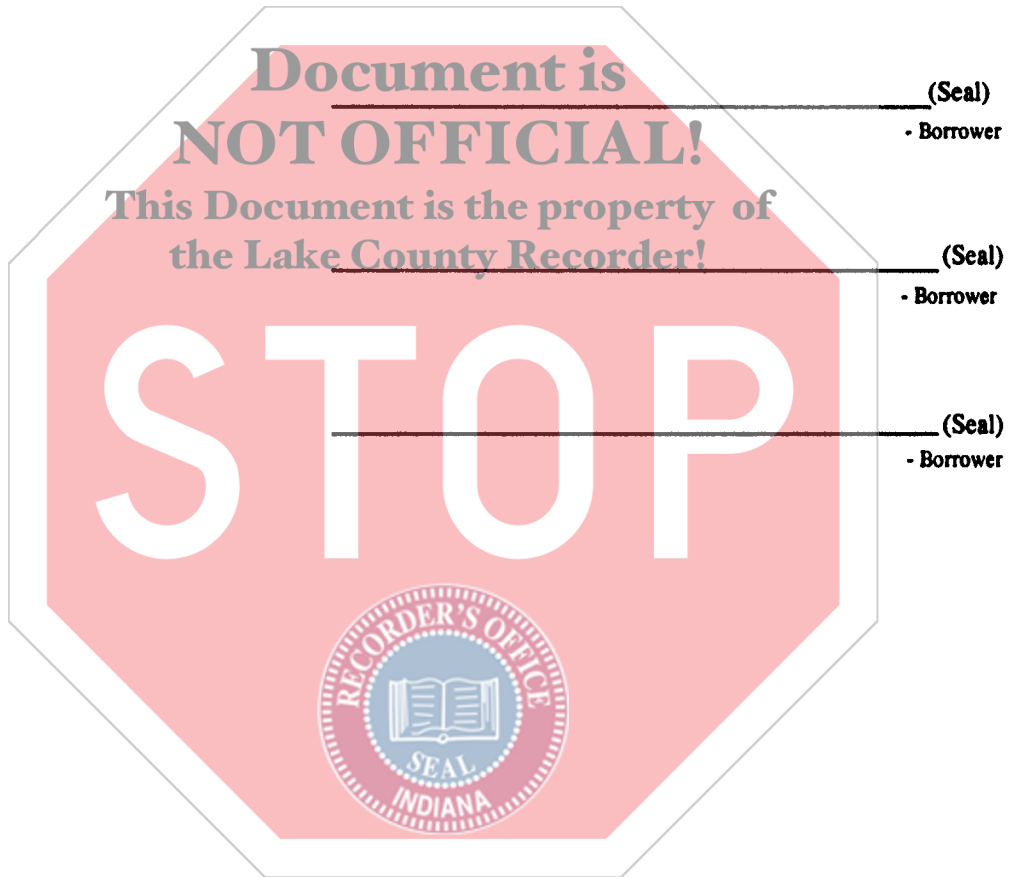 Document is
(Seal)
- Borrower
NOT OFFICIAL!
This Document is the property of
the Lake County Recorder!
(Seal)
- Borrower
STOP
(Seal)
- Borrower
RECORDER'S OFFICE
SEAL
INDIANA